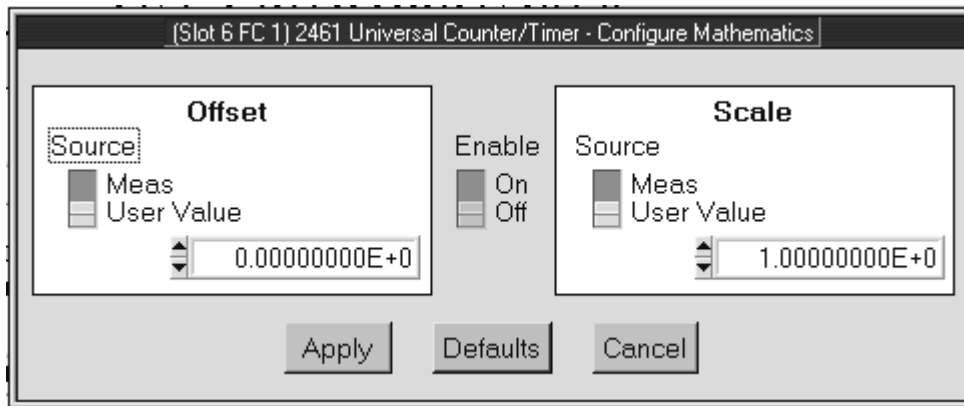 (Slot 6 FC 1) 2461 Universal Counter/Timer - Configure Mathematics
Offset
Source
Meas
User Value
0.00000000E+0
Enable
On
Off
Scale
Source
Meas
User Value
1.00000000E+0
Apply
Defaults
Cancel